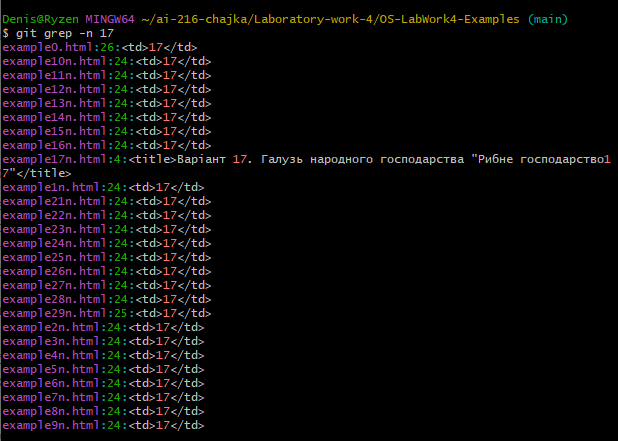 Denis@Ryzen MINGW64 ~/ai-216-chajka/Laboratory-work-4/OS-LabWork4-Examples (main)
$ git grep -n 17
example0.html:26:<td>17</td>
example10n.html:24:<td>17</td>
example11n.html:24:<td>17</td>
example12n.html:24:<td>17</td>
example13n.html:24:<td>17</td>
example14n.html:24:<td>17</td>
example15n.html:24:<td>17</td>
example16n.html:24:<td>17</td>
example17n.html:4:<title>Варіант 17. Галузь народного господарства "Рибне господарство1
7"</title>
example1n.html:24:<td>17</td>
example21n.html:24:<td>17</td>
example22n.html:24:<td>17</td>
example23n.html:24:<td>17</td>
example24n.html:24:<td>17</td>
example25n.html:24:<td>17</td>
example26n.html:24:<td>17</td>
example27n.html:24:<td>17</td>
example28n.html:24:<td>17</td>
example29n.html:25:<td>17</td>
example2n.html:24:<td>17</td>
example3n.html:24:<td>17</td>
example4n.html:24:<td>17</td>
example5n.html:24:<td>17</td>
example6n.html:24:<td>17</td>
example7n.html:24:<td>17</td>
example8n.html:24:<td>17</td>
example9n.html:24:<td>17</td>